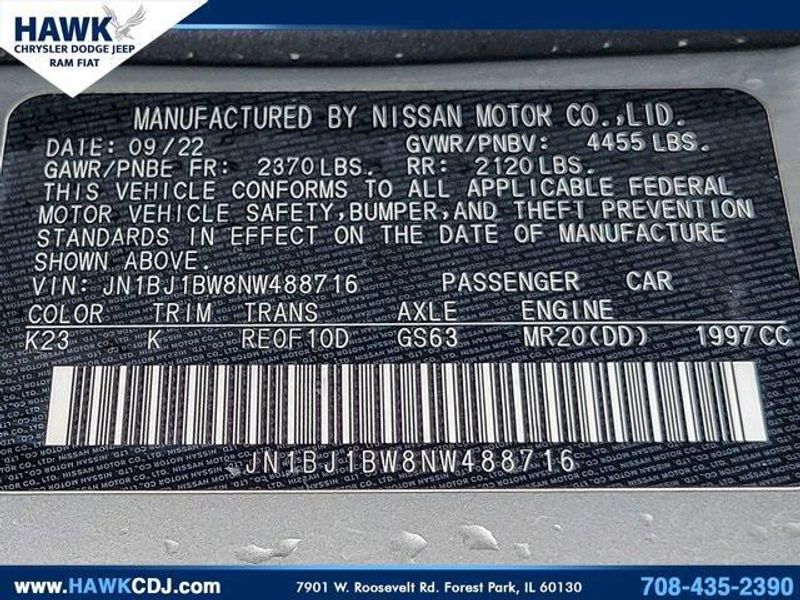 HAWK
CHRYSLER DODGE JEEP
RAM FIAT
MANUFACTURED BY NISSAN MOTOR CO.,LTD.
DATE: 09/22 GVWR/PNBV: 4455 LBS.
GAWR/PNBE FR: 2370 LBS. RR: 2120 LBS.
THIS VEHICLE CONFORMS TO ALL APPLICABLE FEDERAL
MOTOR VEHICLE SAFETY,BUMPER,AND THEFT PREVENTION
STANDARDS IN EFFECT ON THE DATE OF MANUFACTURE
SHOWN ABOVE.
VIN: JN1BJ1BW8NW488716 PASSENGER CAR
COLOR TRIM TRANS AXLE ENGINE
K23 K RE0F10D GS63 MR20(DD) 1997CC
JN1BJ1BW8NW488716
www.HAWKCDJ.com 7901 W. Roosevelt Rd. Forest Park, IL 60130 708-435-2390